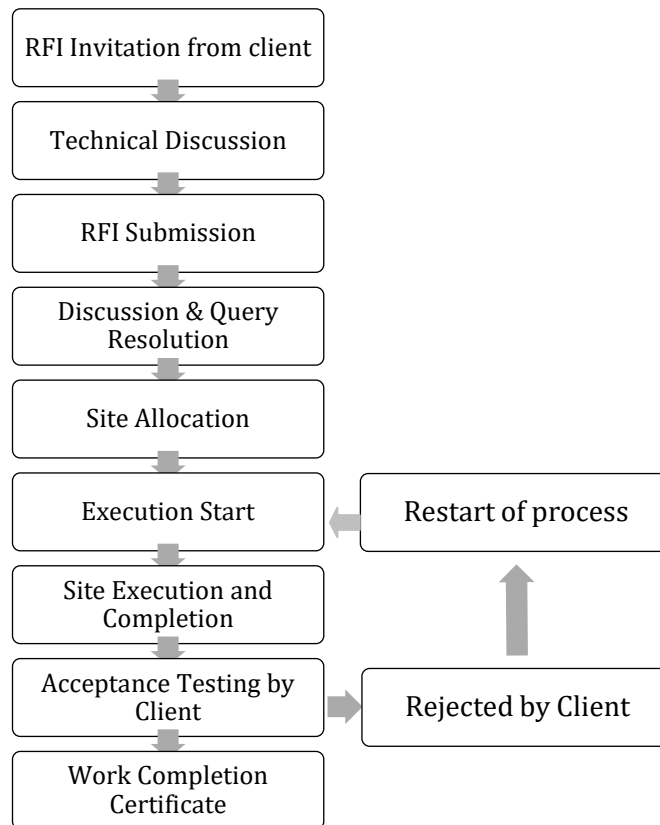 RFI Invitation from client
Technical Discussion
RFI Submission
Discussion & Query
Resolution
Site Allocation
Execution Start
Restart of process
Site Execution and
Completion
Acceptance Testing by
Client
Rejected by Client
Work Completion
Certificate